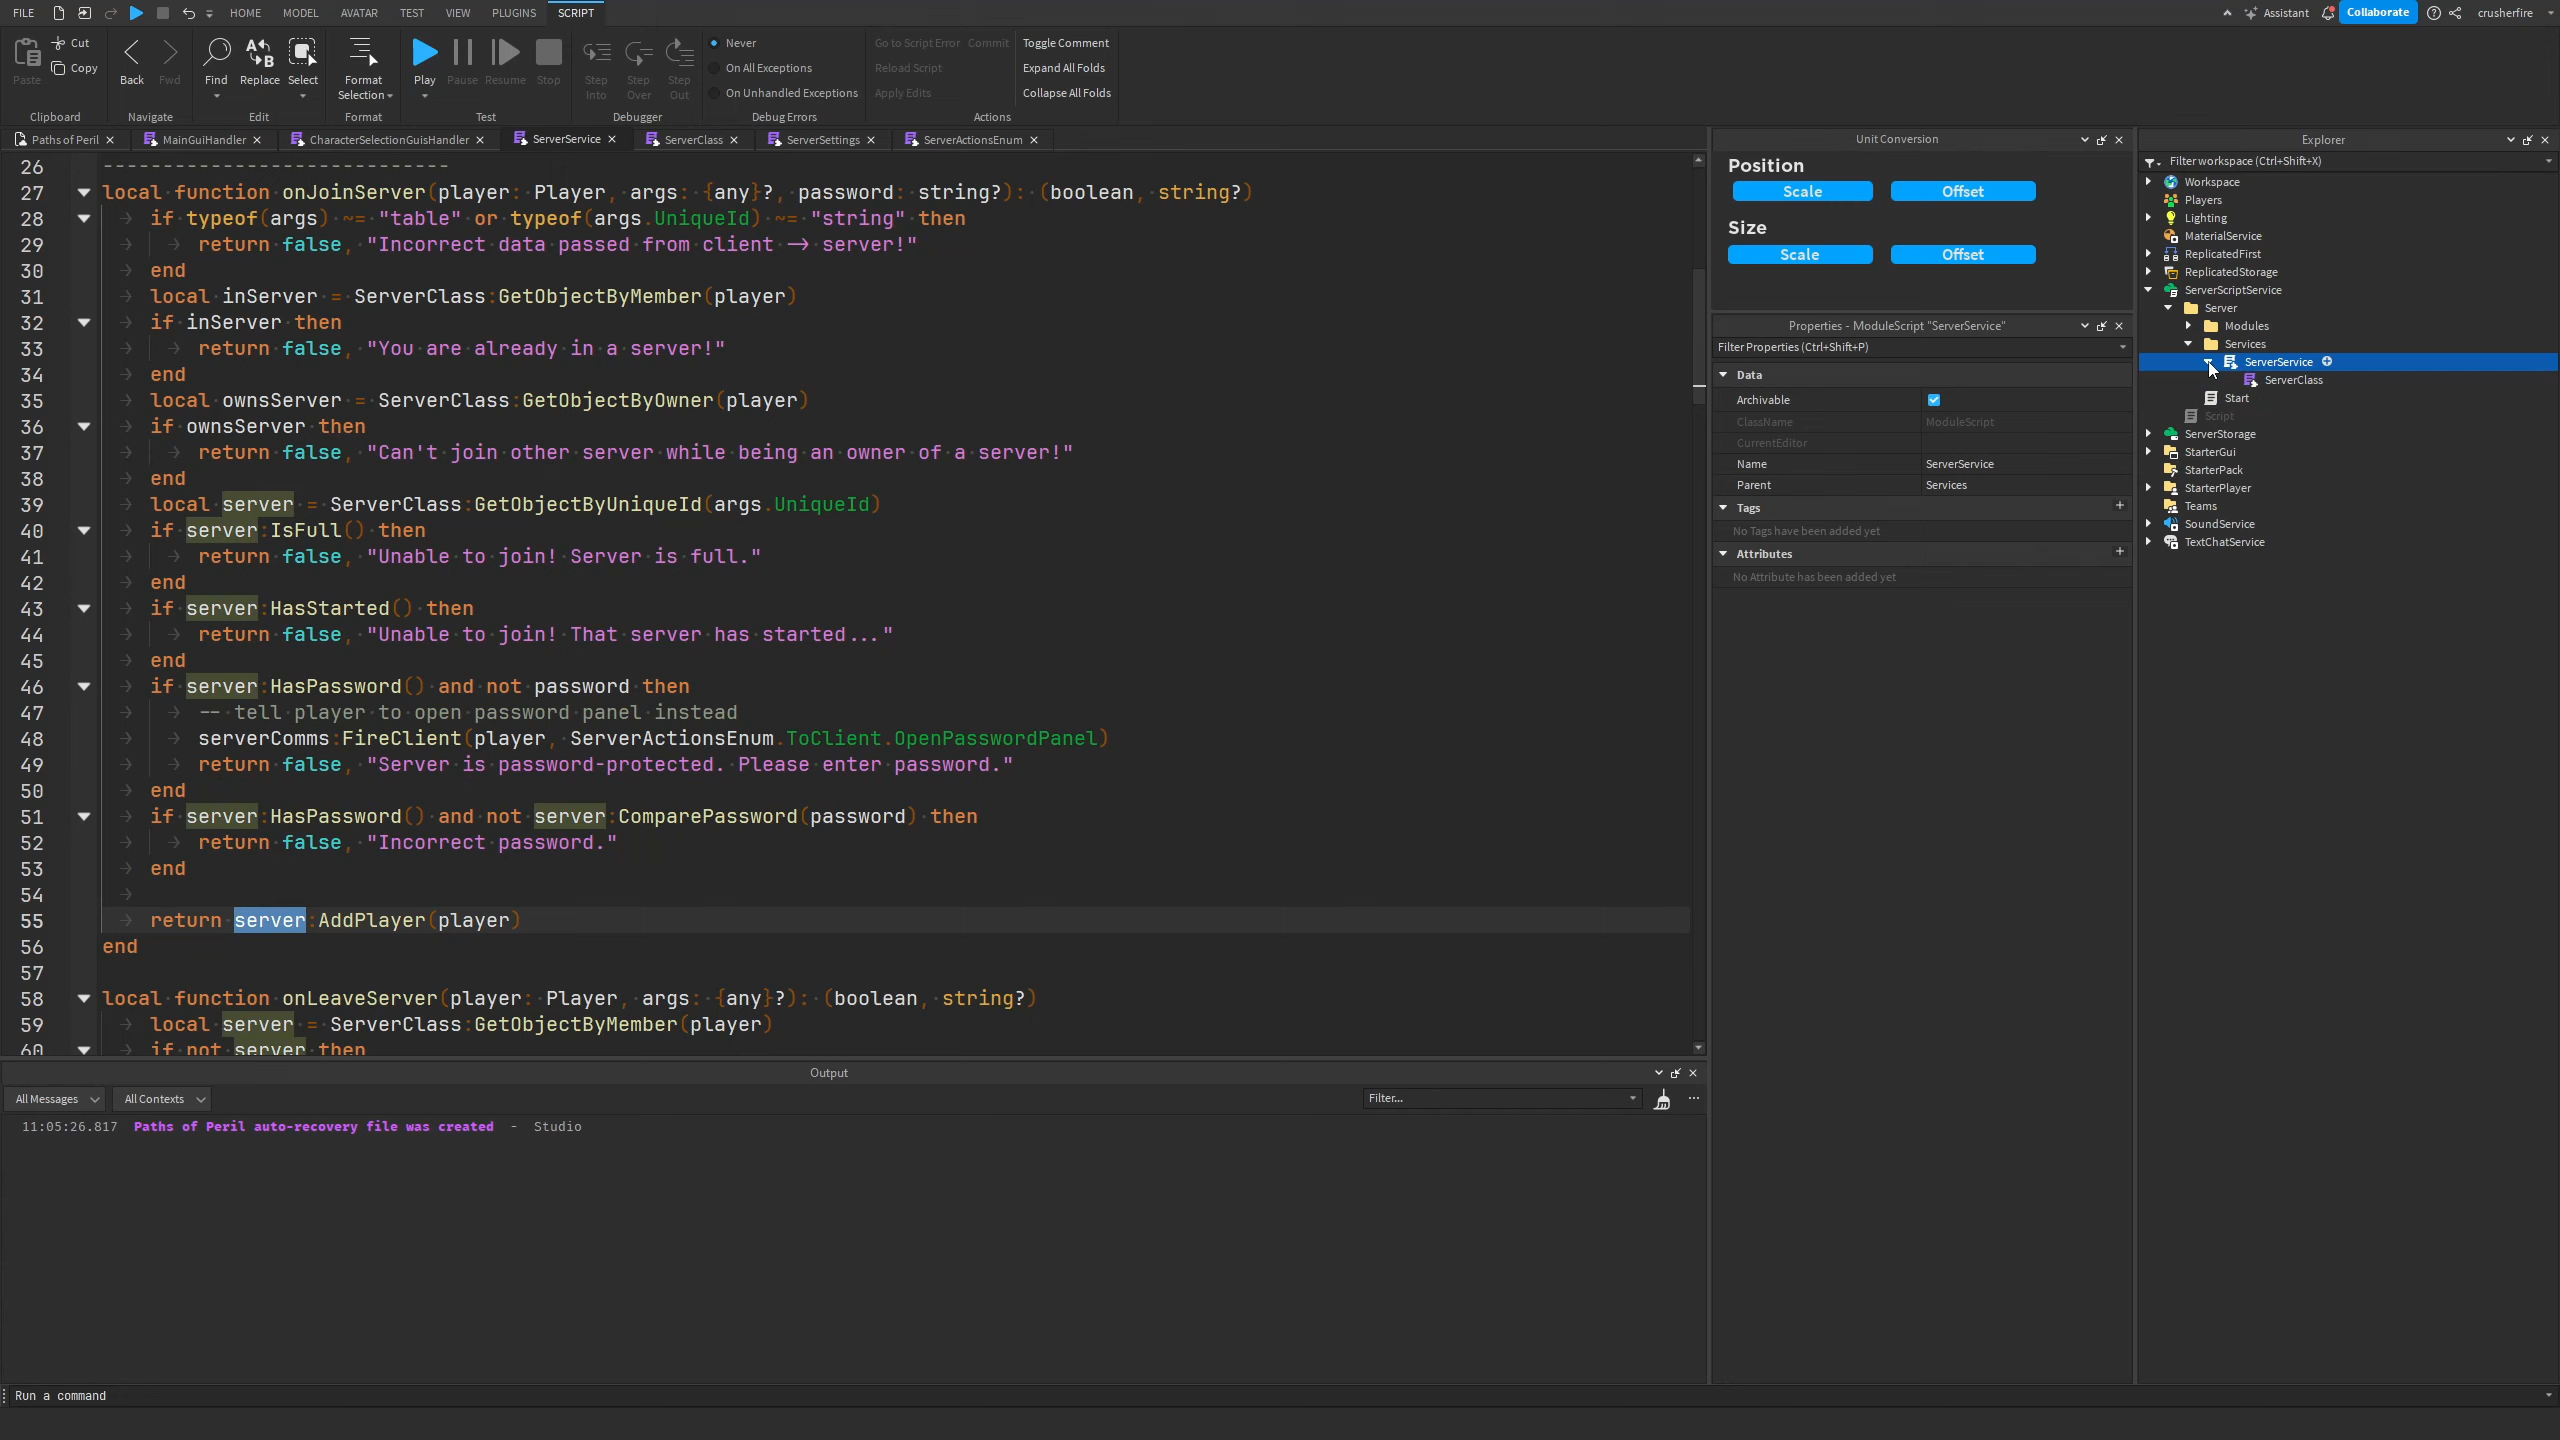 FILE HOME MODEL AVATAR TEST VIEW PLUGINS SCRIPT Assistant Collaborate crusherfire
Paste Cut Copy Back Fwd Find Replace Select Format Selection Play Pause Resume Stop Step Into Step Over Step Out
Never
On All Exceptions
On Unhandled Exceptions
Go to Script Error Commit
Reload Script
Apply Edits
Toggle Comment
Expand All Folds
Collapse All Folds
Clipboard Navigate Edit Format Test Debugger Debug Errors Actions
Paths of Peril MainGuiHandler CharacterSelectionGuisHandler ServerService ServerClass ServerSettings ServerActionsEnum
26 -----------------------------
27 local function onJoinServer(player: Player, args: {any}?, password: string?): (boolean, string?)
28 if typeof(args) ~= "table" or typeof(args.UniqueId) ~= "string" then
29 return false, "Incorrect data passed from client -> server!"
30 end
31 local inServer = ServerClass:GetObjectByMember(player)
32 if inServer then
33 return false, "You are already in a server!"
34 end
35 local ownsServer = ServerClass:GetObjectByOwner(player)
36 if ownsServer then
37 return false, "Can't join other server while being an owner of a server!"
38 end
39 local server = ServerClass:GetObjectByUniqueId(args.UniqueId)
40 if server:IsFull() then
41 return false, "Unable to join! Server is full."
42 end
43 if server:HasStarted() then
44 return false, "Unable to join! That server has started..."
45 end
46 if server:HasPassword() and not password then
47 -- tell player to open password panel instead
48 serverComms:FireClient(player, ServerActionsEnum.ToClient.OpenPasswordPanel)
49 return false, "Server is password-protected. Please enter password."
50 end
51 if server:HasPassword() and not server:ComparePassword(password) then
52 return false, "Incorrect password."
53 end
54
55 return server:AddPlayer(player)
56 end
57
58 local function onLeaveServer(player: Player, args: {any}?): (boolean, string?)
59 local server = ServerClass:GetObjectByMember(player)
60 if not server then
Output
All Messages All Contexts Filter...
11:05:26.817 Paths of Peril auto-recovery file was created - Studio
Run a command
Unit Conversion
Position
Scale Offset
Size
Scale Offset
Properties - ModuleScript "ServerService"
Filter Properties (Ctrl+Shift+P)
Data
Archivable
ClassName ModuleScript
CurrentEditor
Name ServerService
Parent Services
Tags
No Tags have been added yet
Attributes
No Attribute has been added yet
Explorer
Filter workspace (Ctrl+Shift+X)
Workspace
Players
Lighting
MaterialService
ReplicatedFirst
ReplicatedStorage
ServerScriptService
Server
Modules
Services
ServerService
ServerClass
Start
Script
ServerStorage
StarterGui
StarterPack
StarterPlayer
Teams
SoundService
TextChatService